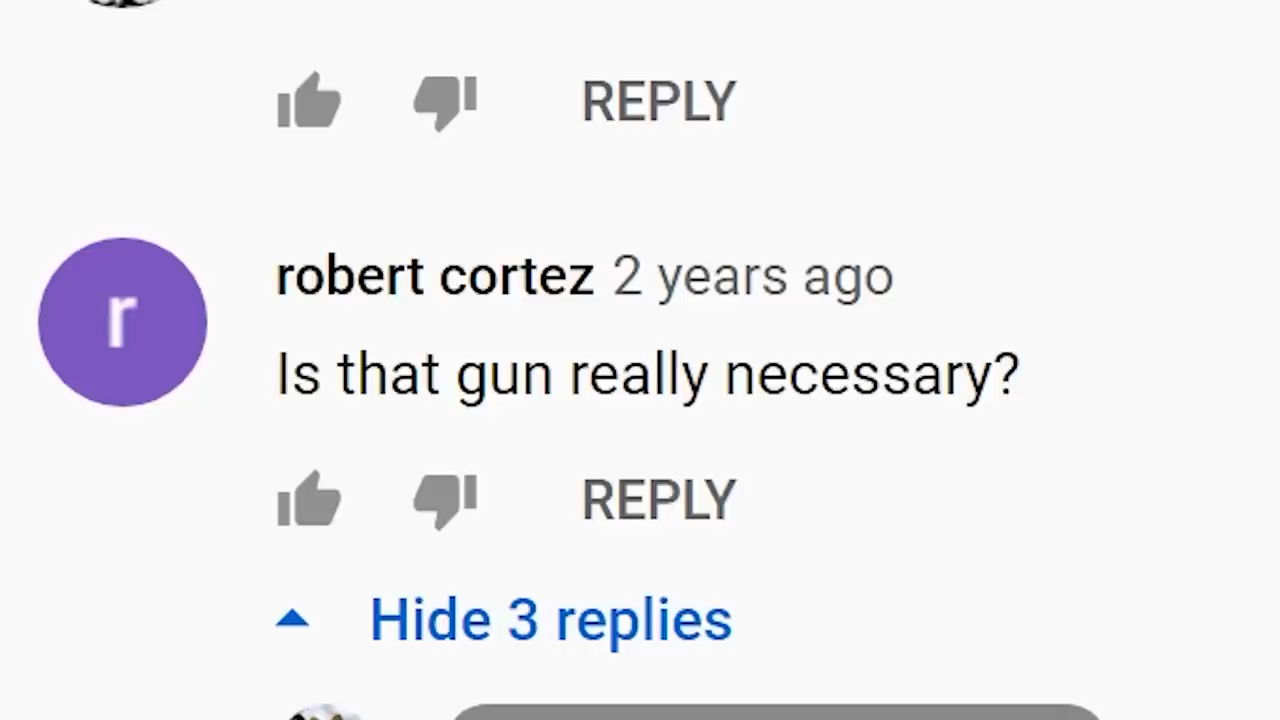 REPLY
r
robert cortez 2 years ago
Is that gun really necessary?
REPLY
Hide 3 replies